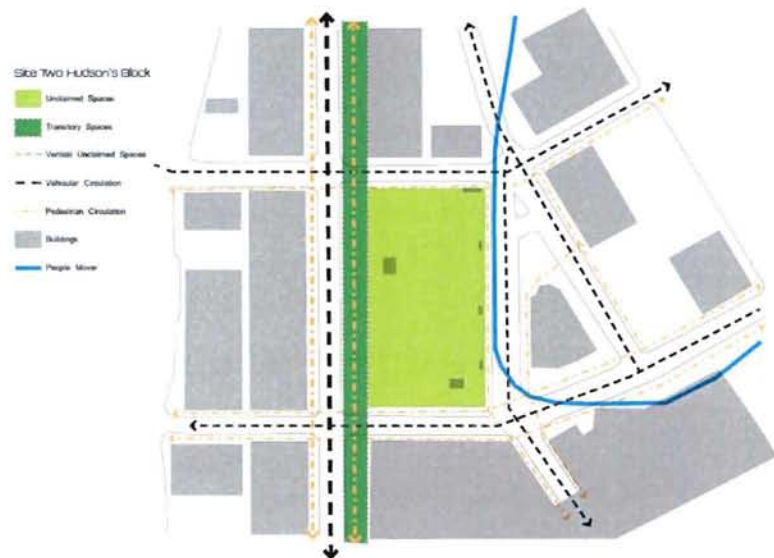 Site Two Hudson's Block
Unclaimed Spaces
Transitory Spaces
Vertical Unclaimed Spaces
Vehicular Circulation
Pedestrian Circulation
Buildings
People Mover